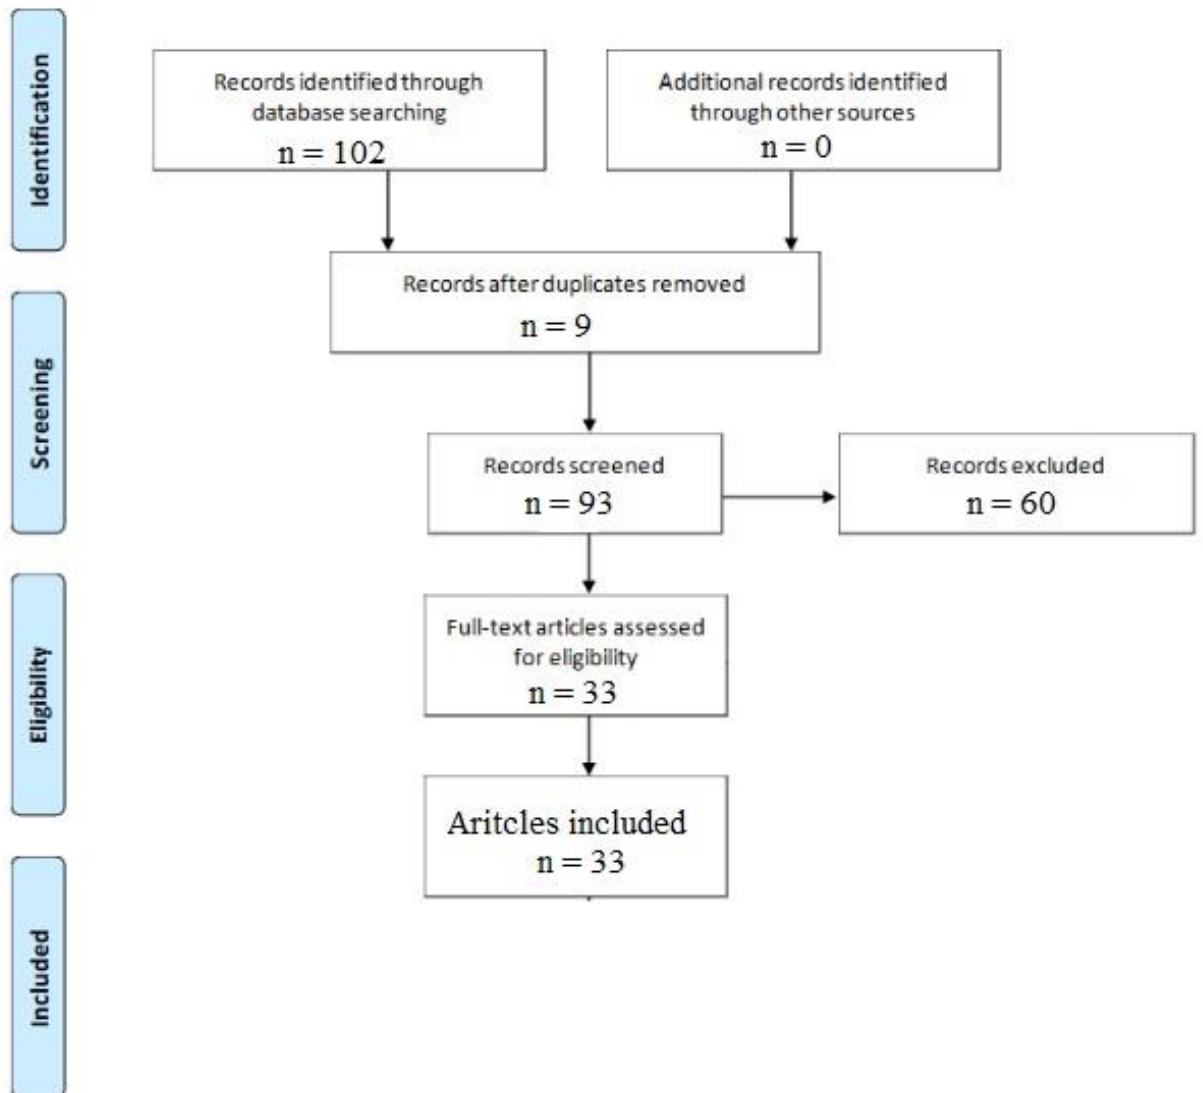 Identification
Records identified through
database searching
n = 102
Additional records identified
through other sources
n = 0
Records after duplicates removed
n = 9
Screening
Records screened
n = 93
Records excluded
n = 60
Eligibility
Full-text articles assessed
for eligibility
n = 33
Aritcles included
n = 33
Included